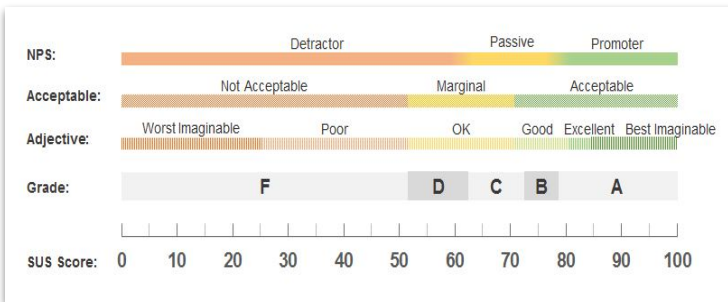 NPS: Detractor Passive Promoter
Acceptable: Not Acceptable Marginal Acceptable
Adjective: Worst Imaginable Poor OK Good Excellent Best Imaginable
Grade: F D C B A
SUS Score: 0 10 20 30 40 50 60 70 80 90 100